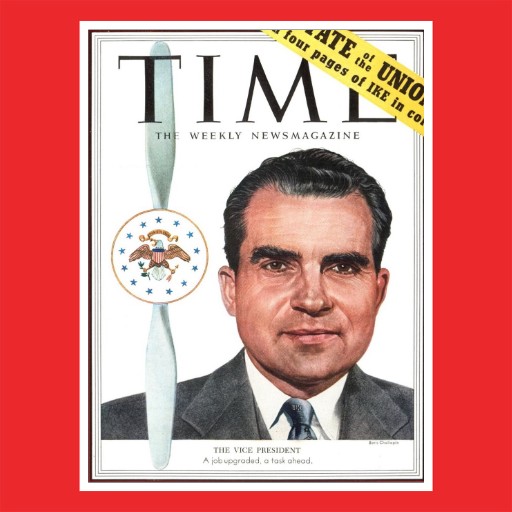 STATE of the UNION
four pages of IKE in co
TIME
THE WEEKLY NEWSMAGAZINE
THE VICE PRESIDENT
A job upgraded, a task ahead.